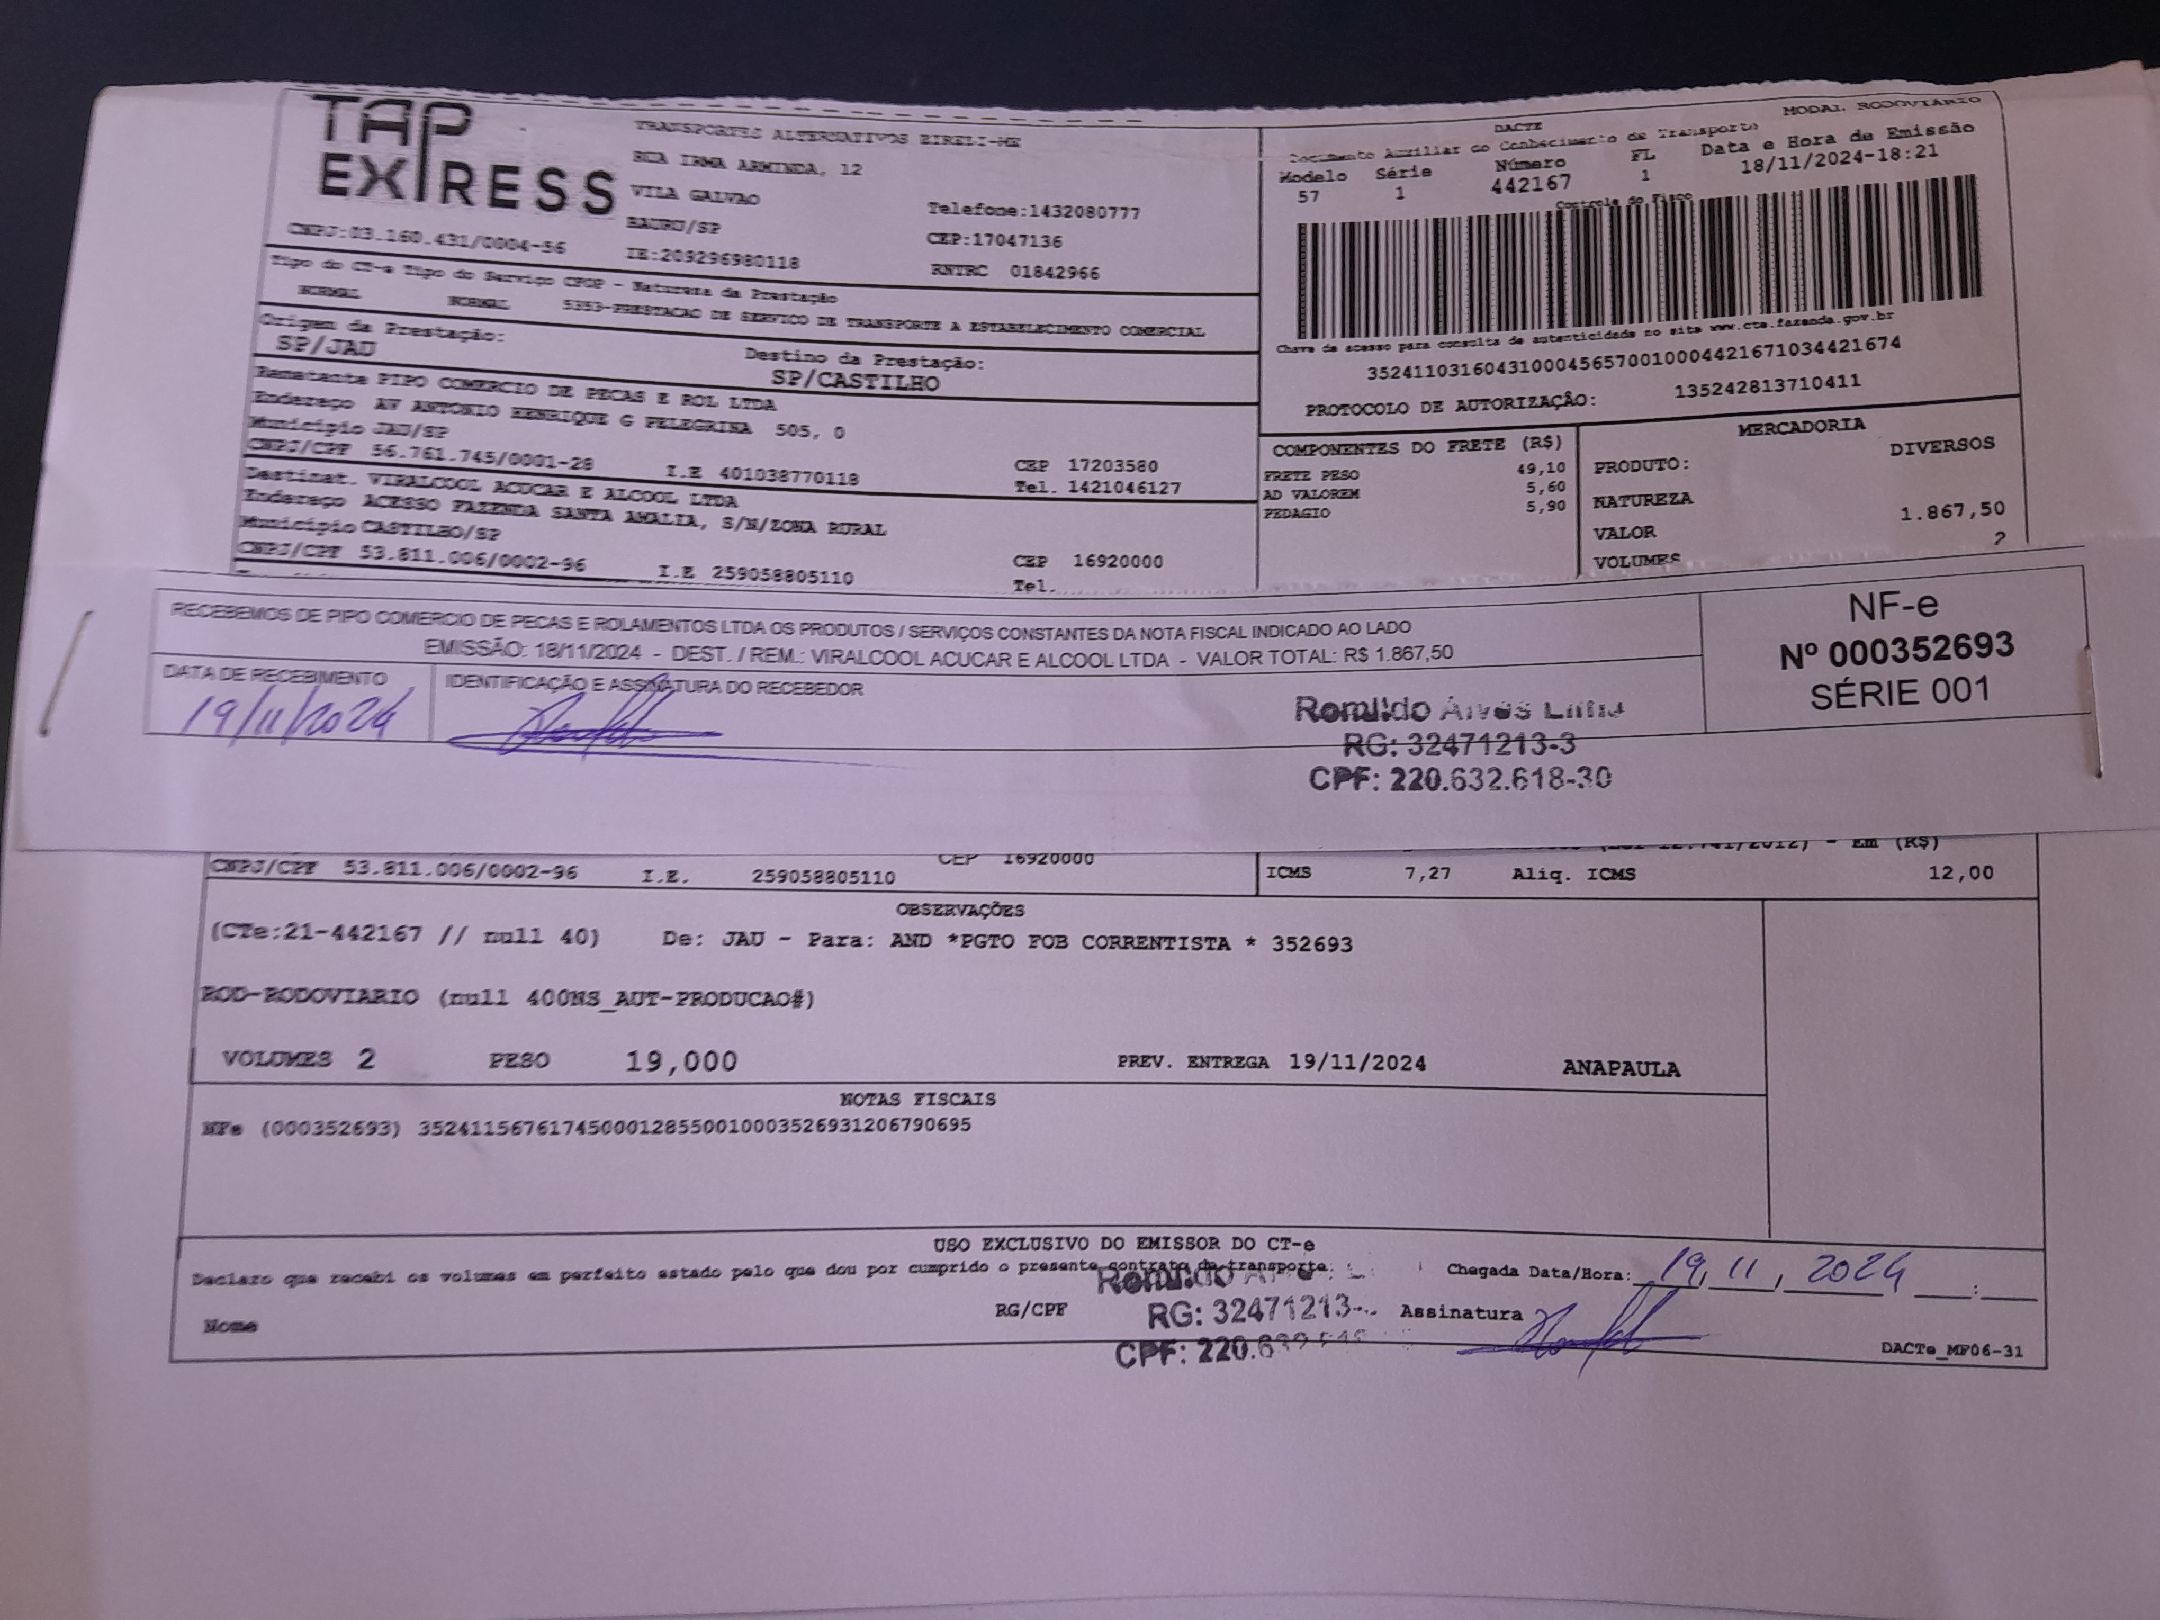 TAP EXPRESS
TRANSPORTES ALTERNATIVOS EIRELI-ME
RUA IRMA ARMINDA, 12
VILA GALVAO
Telefone:1432080777
BAURU/SP
CEP:17047136
CNPJ:03.160.431/0004-56
IE:209296980118
RNTRC 01842966
DACTE
MODAL RODOVIARIO
Documento Auxiliar do Conhecimento de Transporte
Modelo Série Número FL Data e Hora de Emissão
57 1 442167 1 18/11/2024-18:21
Controle do Fisco
Chave de acesso para consulta de autenticidade no site www.cte.fazenda.gov.br
35241103160431000456570010004421671034421674
PROTOCOLO DE AUTORIZAÇÃO: 135242813710411
Tipo do CT-e Tipo do Serviço CFOP - Natureza da Prestação
NORMAL NORMAL 5353-PRESTACAO DE SERVICO DE TRANSPORTE A ESTABELECIMENTO COMERCIAL
Origem da Prestação:
SP/JAU
Destino da Prestação:
SP/CASTILHO
Remetente PIPO COMERCIO DE PECAS E ROL LTDA
Endereço AV ANTONIO HENRIQUE G PELEGRINA 505, 0
Município JAU/SP
CEP 17203580
CNPJ/CPF 56.761.745/0001-28 I.E 401038770118
Tel. 1421046127
Destinat. VIRALCOOL ACUCAR E ALCOOL LTDA
Endereço ACESSO FAZENDA SANTA AMALIA, S/N/ZONA RURAL
Município CASTILHO/SP
CEP 16920000
CNPJ/CPF 53.811.006/0002-96 I.E 259058805110
Tel.
COMPONENTES DO FRETE (R$)
FRETE PESO 49,10
AD VALOREM 5,60
PEDAGIO 5,90
MERCADORIA
PRODUTO: DIVERSOS
NATUREZA
VALOR 1.867,50
VOLUMES 2
RECEBEMOS DE PIPO COMERCIO DE PECAS E ROLAMENTOS LTDA OS PRODUTOS / SERVIÇOS CONSTANTES DA NOTA FISCAL INDICADO AO LADO
EMISSÃO: 18/11/2024 - DEST. / REM.: VIRALCOOL ACUCAR E ALCOOL LTDA - VALOR TOTAL: R$ 1.867,50
DATA DE RECEBIMENTO
19/11/2024
IDENTIFICAÇÃO E ASSINATURA DO RECEBEDOR
NF-e
Nº 000352693
SÉRIE 001
Romildo Alves
RG: 32471213-3
CPF: 220.632.618-30
CEP 16920000
CNPJ/CPF 53.811.006/0002-96 I.E. 259058805110
12.741/2012) - Em (R$)
ICMS 7,27 Aliq. ICMS 12,00
OBSERVAÇÕES
(CTe:21-442167 // null 40) De: JAU - Para: AND *PGTO FOB CORRENTISTA * 352693
ROD-RODOVIARIO (null 400NS_AUT-PRODUCAO#)
VOLUMES 2 PESO 19,000 PREV. ENTREGA 19/11/2024 ANAPAULA
NOTAS FISCAIS
NFe (000352693) 35241156761745000128550010003526931206790695
USO EXCLUSIVO DO EMISSOR DO CT-e
Declaro que recebi os volumes em perfeito estado pelo que dou por cumprido o presente contrato de transporte.
Chegada Data/Hora: 19, 11, 2024 ___:___
Romildo
RG/CPF RG: 32471213- Assinatura
Nome
CPF: 220.632
DACTe_MF06-31